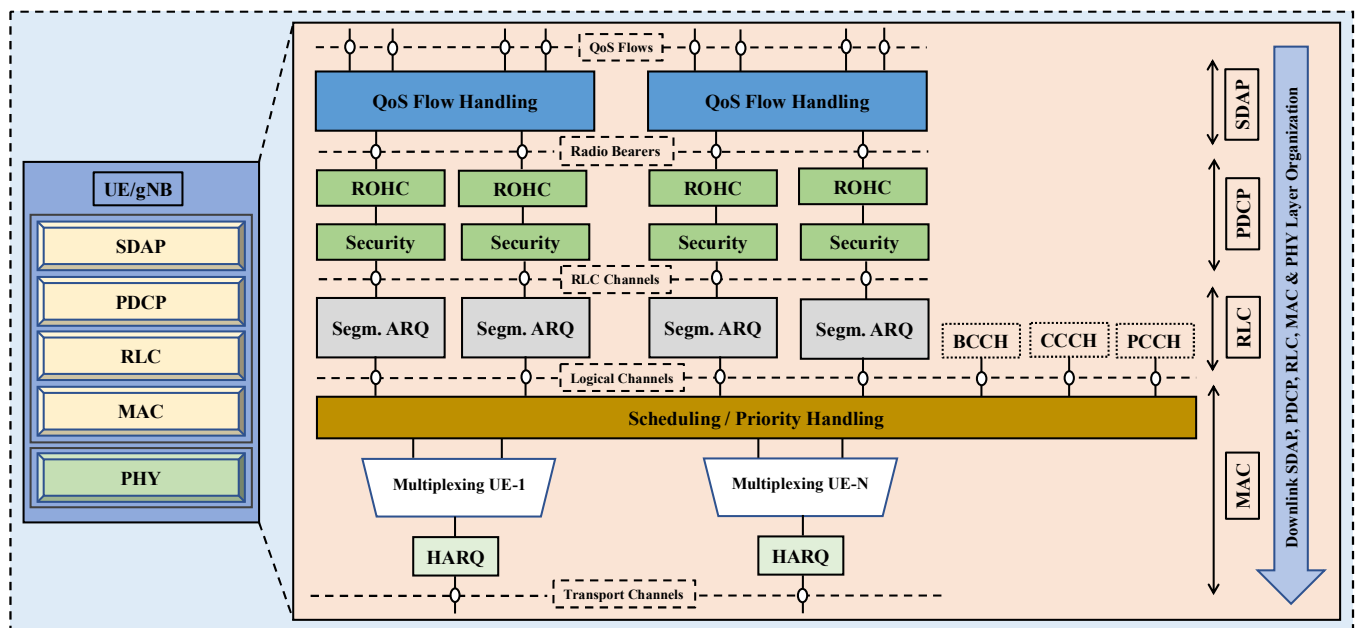 UE/gNB
SDAP
PDCP
RLC
MAC
PHY
QoS Flows
QoS Flow Handling QoS Flow Handling
Radio Bearers
ROHC ROHC ROHC ROHC
Security Security Security Security
RLC Channels
Segm. ARQ Segm. ARQ Segm. ARQ Segm. ARQ
BCCH CCCH PCCH
Logical Channels
Scheduling / Priority Handling
Multiplexing UE-1 Multiplexing UE-N
HARQ HARQ
Transport Channels
SDAP
PDCP
RLC
MAC
Downlink SDAP, PDCP, RLC, MAC & PHY Layer Organization